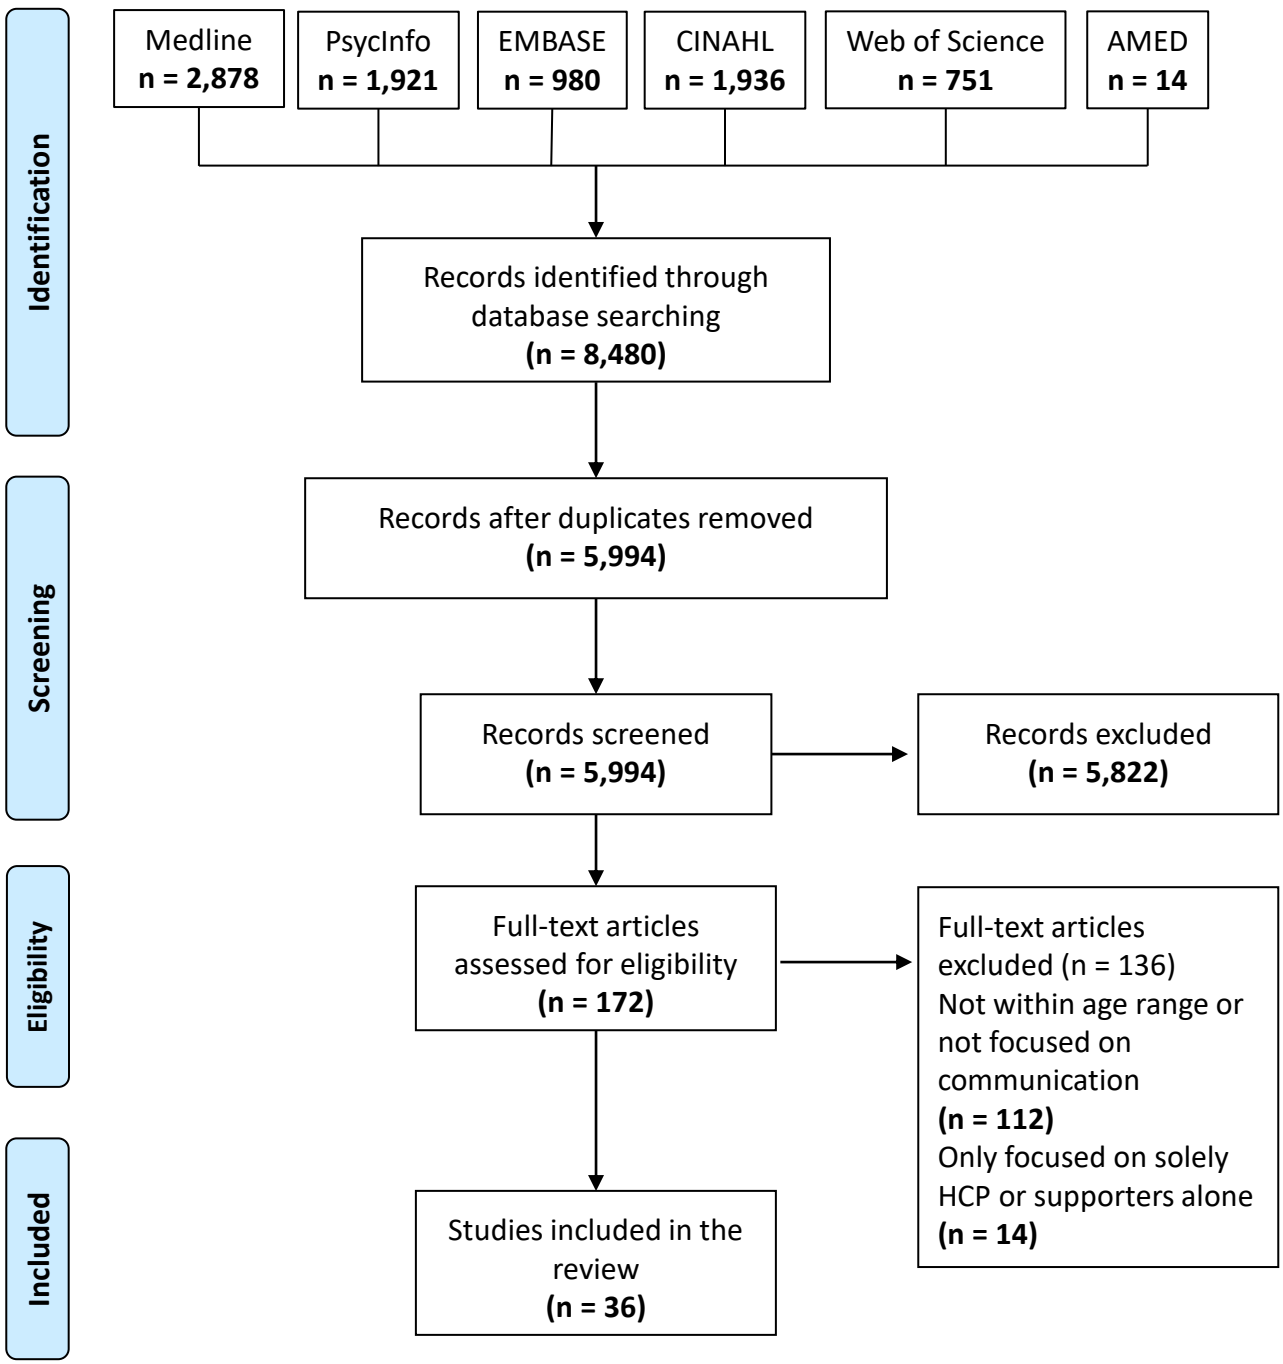 Identification
Medline
n = 2,878
PsycInfo
n = 1,921
EMBASE
n = 980
CINAHL
n = 1,936
Web of Science
n = 751
AMED
n = 14
Records identified through
database searching
(n = 8,480)
Screening
Records after duplicates removed
(n = 5,994)
Records screened
(n = 5,994)
Records excluded
(n = 5,822)
Eligibility
Full-text articles
assessed for eligibility
(n = 172)
Full-text articles
excluded (n = 136)
Not within age range or
not focused on
communication
(n = 112)
Only focused on solely
HCP or supporters alone
(n = 14)
Included
Studies included in the
review
(n = 36)